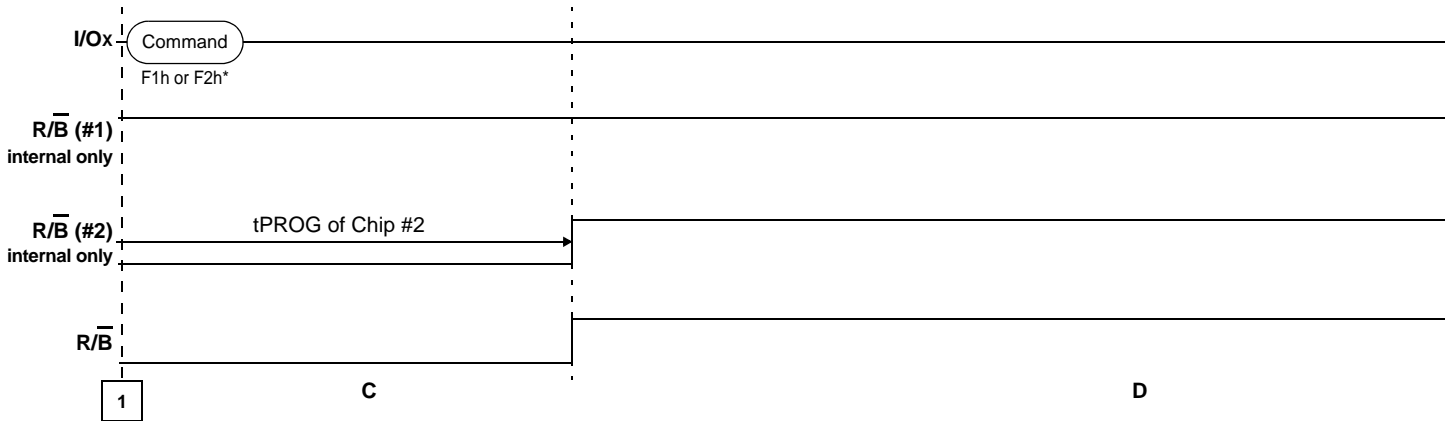 I/Ox
Command
F1h or F2h*
R/B̅ (#1)
internal only
tPROG of Chip #2
R/B̅ (#2)
internal only
R/B̅
C
D
1